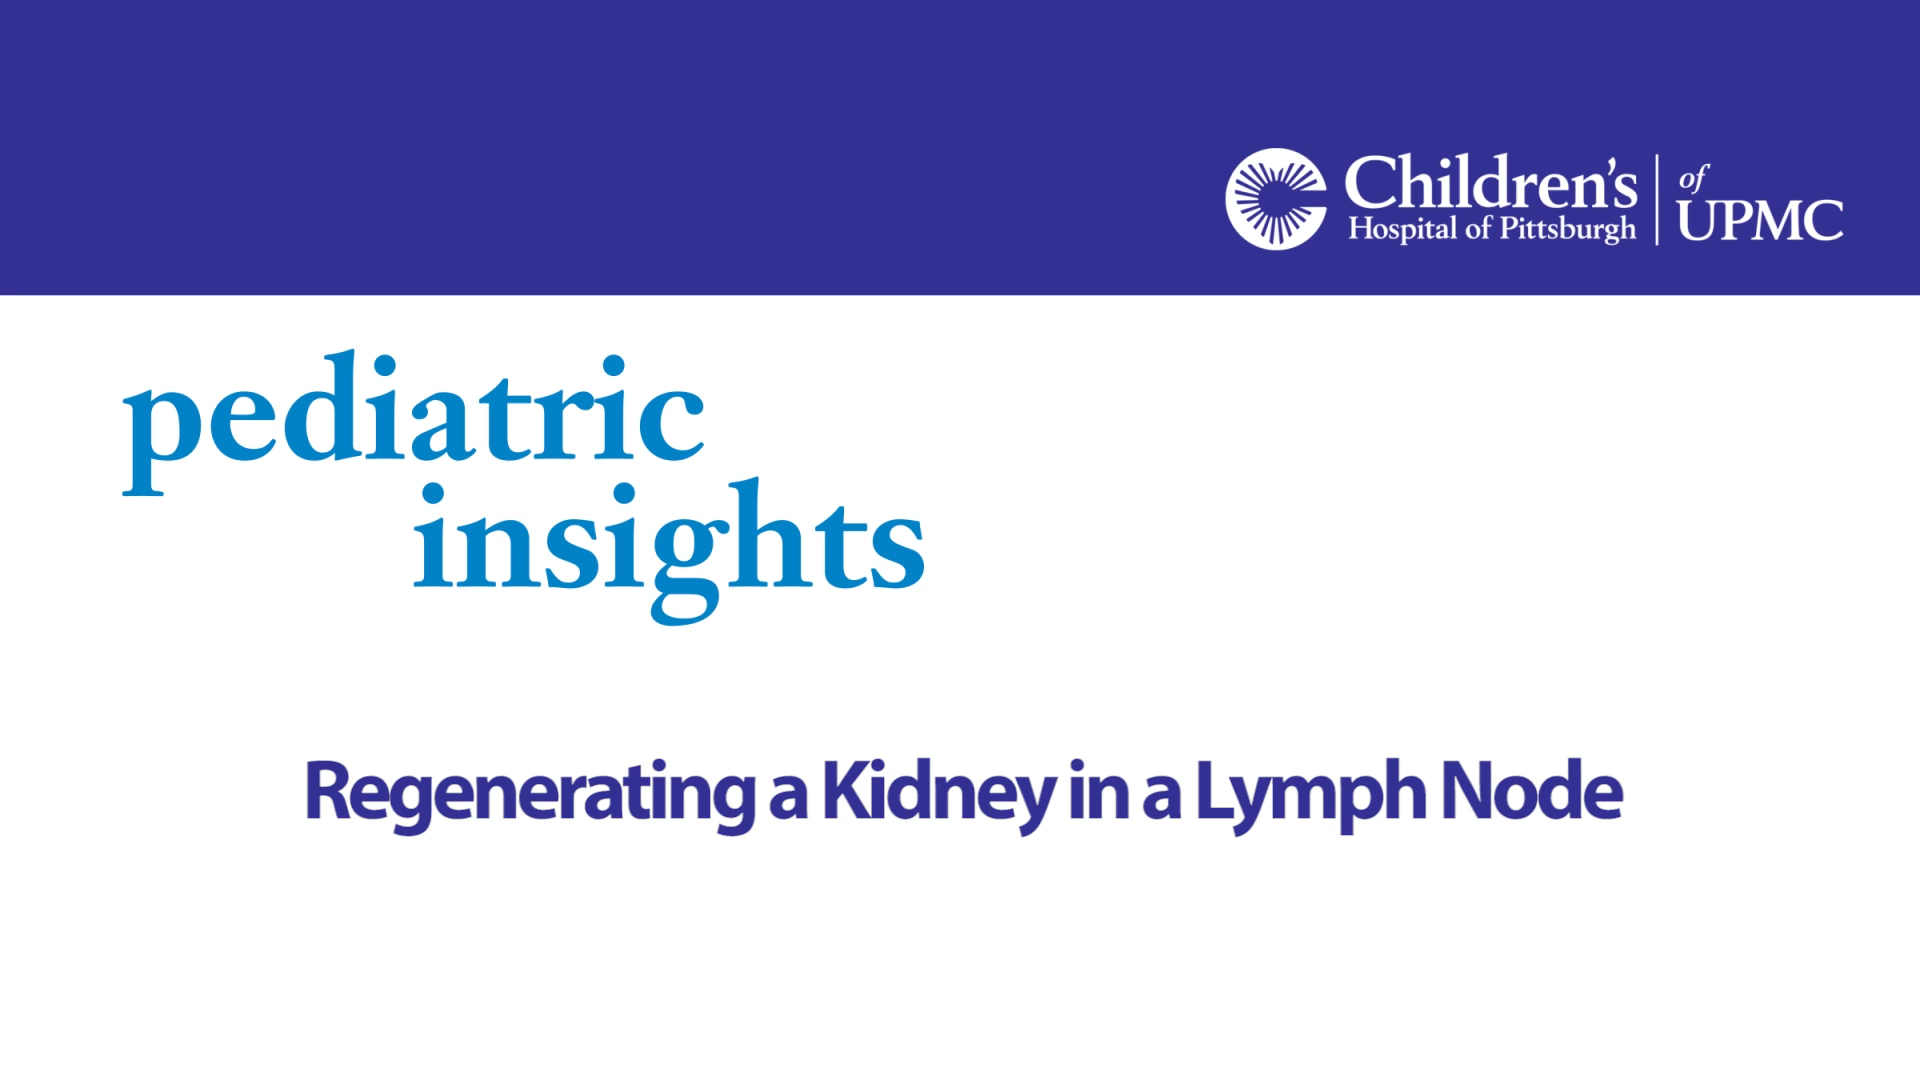 Children's
Hospital of Pittsburgh
of
UPMC
pediatric
insights
Regenerating a Kidney in a Lymph Node